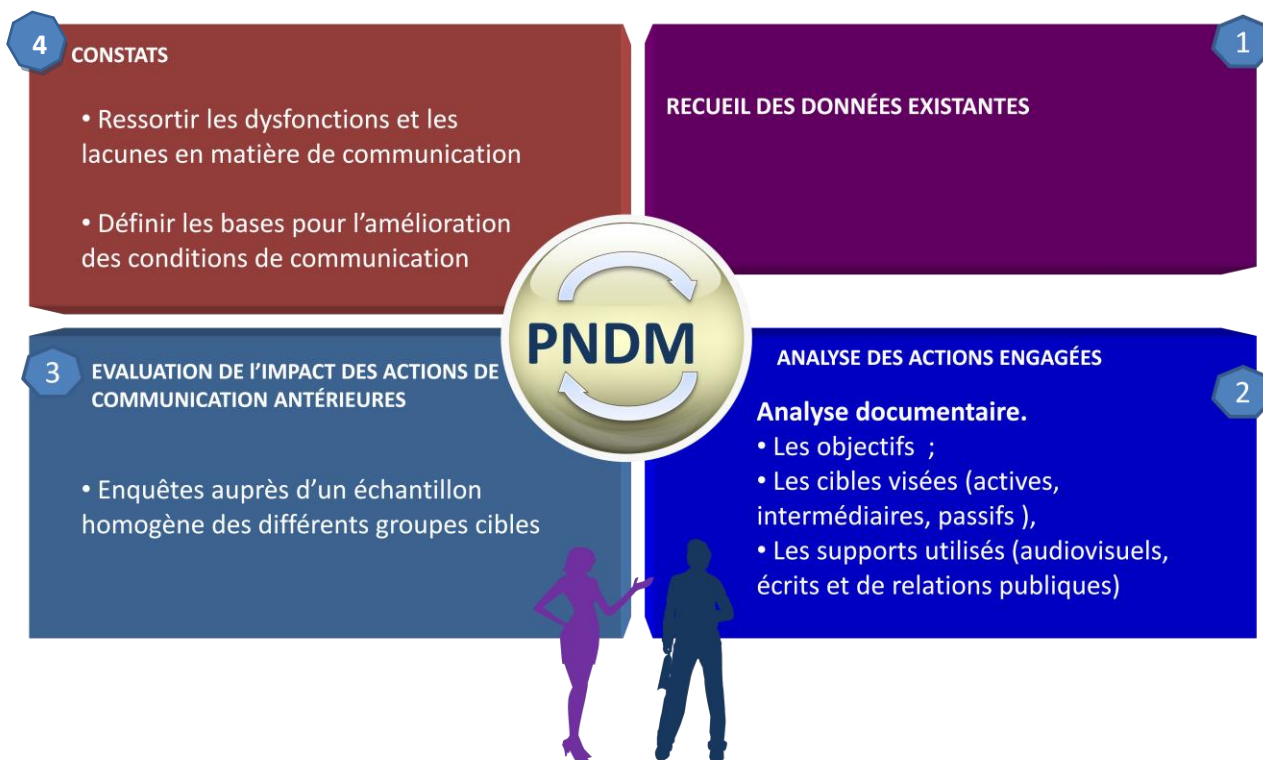 4
CONSTATS
• Ressortir les dysfonctions et les
lacunes en matière de communication
• Définir les bases pour l’amélioration
des conditions de communication
1
RECUEIL DES DONNÉES EXISTANTES
PNDM
3
EVALUATION DE l’IMPACT DES ACTIONS DE
COMMUNICATION ANTÉRIEURES
• Enquêtes auprès d’un échantillon
homogène des différents groupes cibles
ANALYSE DES ACTIONS ENGAGÉES
2
Analyse documentaire.
• Les objectifs ;
• Les cibles visées (actives,
intermédiaires, passifs ),
• Les supports utilisés (audiovisuels,
écrits et de relations publiques)